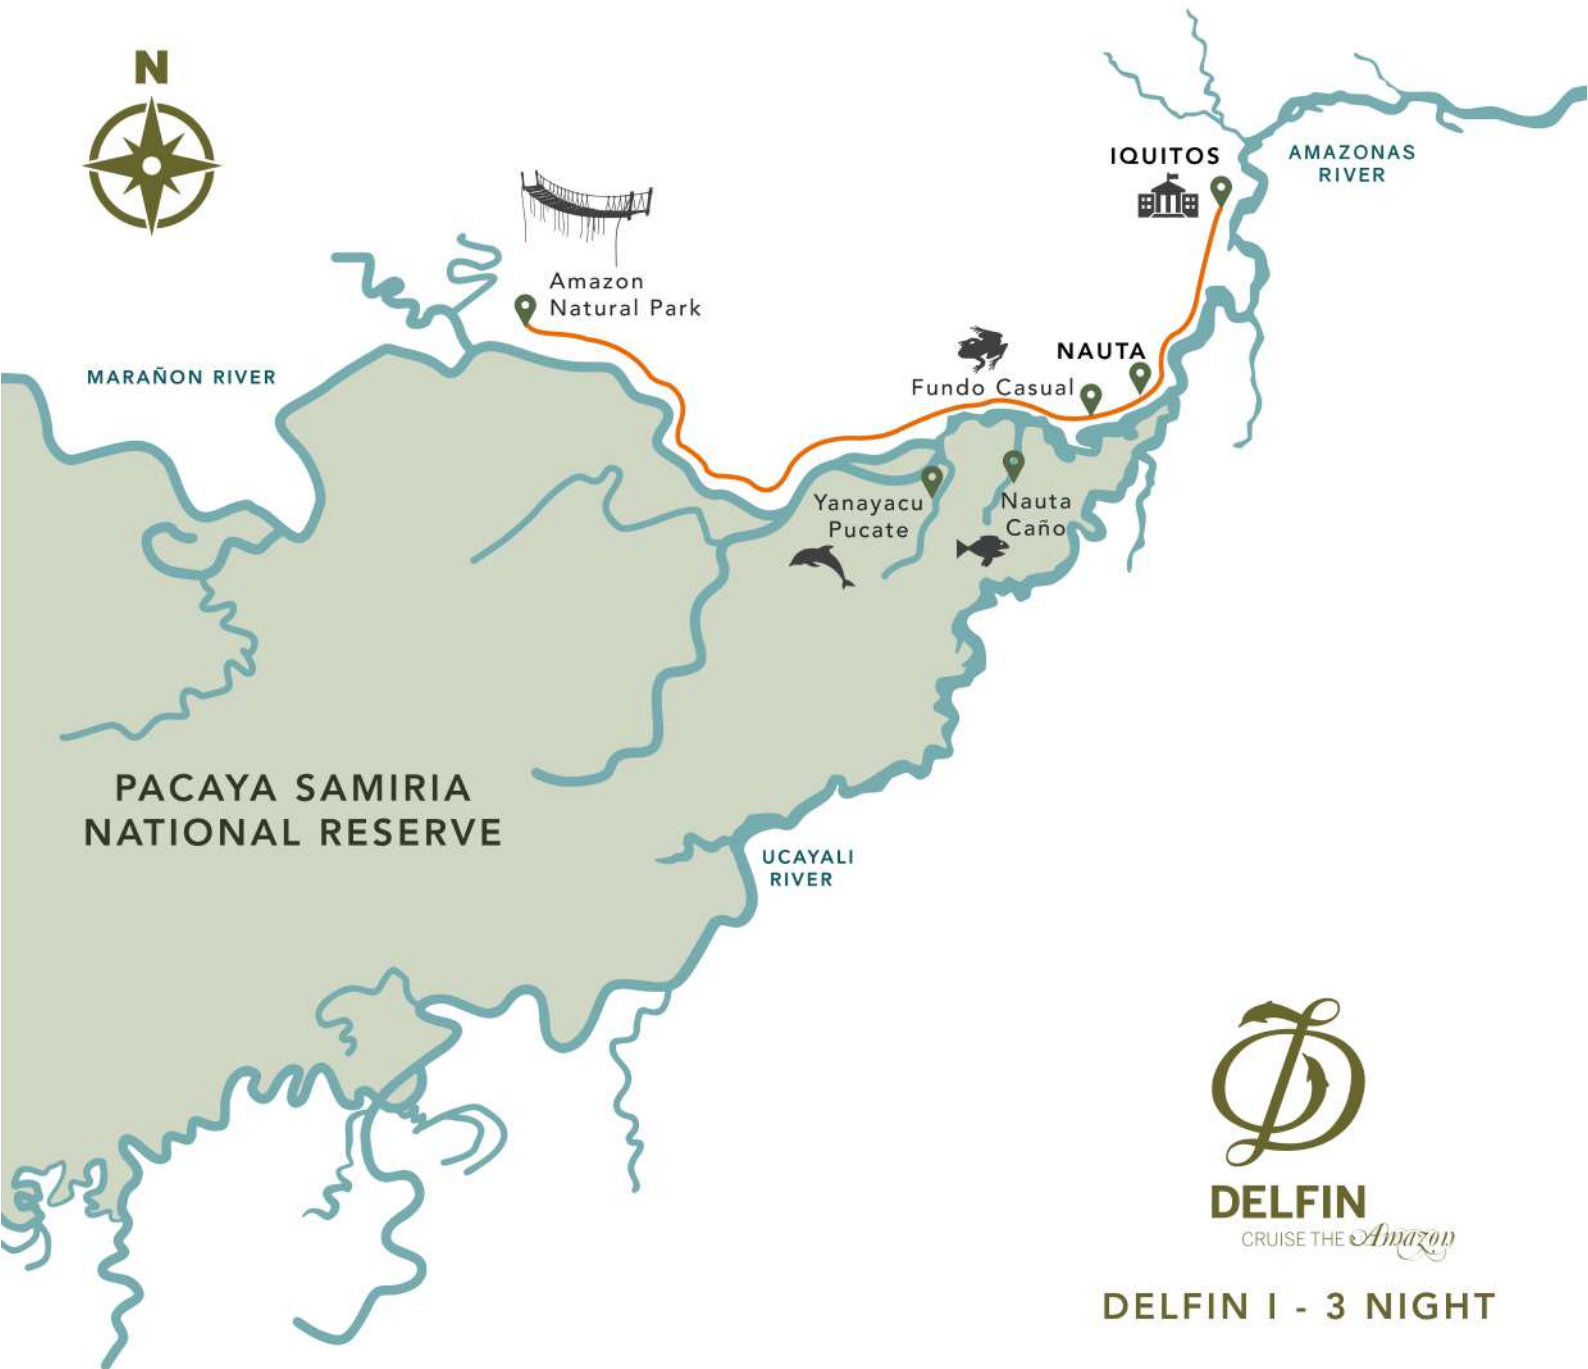 N
IQUITOS
AMAZONAS
RIVER
Amazon
Natural Park
MARAÑON RIVER
NAUTA
Fundo Casual
Yanayacu
Pucate
Nauta
Caño
PACAYA SAMIRIA
NATIONAL RESERVE
UCAYALI
RIVER
DELFIN
CRUISE THE Amazon
DELFIN I - 3 NIGHT